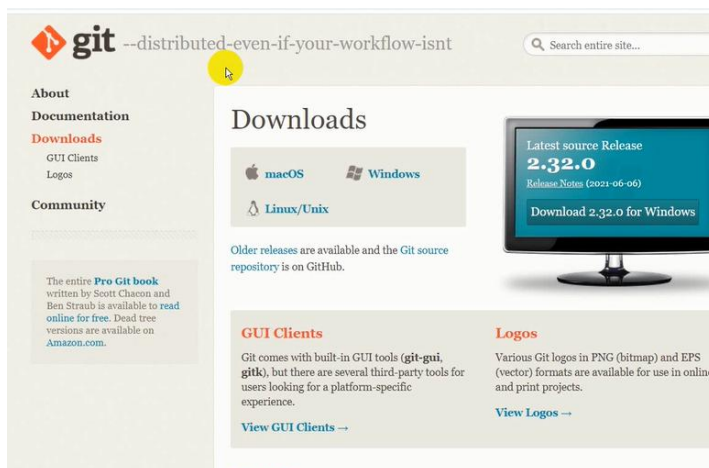 git --distributed-even-if-your-workflow-isnt
Search entire site...
About
Documentation
Downloads
GUI Clients
Logos
Community
The entire Pro Git book
written by Scott Chacon and
Ben Straub is available to read
online for free. Dead tree
versions are available on
Amazon.com.
Downloads
macOS
Windows
Linux/Unix
Older releases are available and the Git source
repository is on GitHub.
Latest source Release
2.32.0
Release Notes (2021-06-06)
Download 2.32.0 for Windows
GUI Clients
Git comes with built-in GUI tools (git-gui,
gitk), but there are several third-party tools for
users looking for a platform-specific
experience.
View GUI Clients →
Logos
Various Git logos in PNG (bitmap) and EPS
(vector) formats are available for use in online
and print projects.
View Logos →